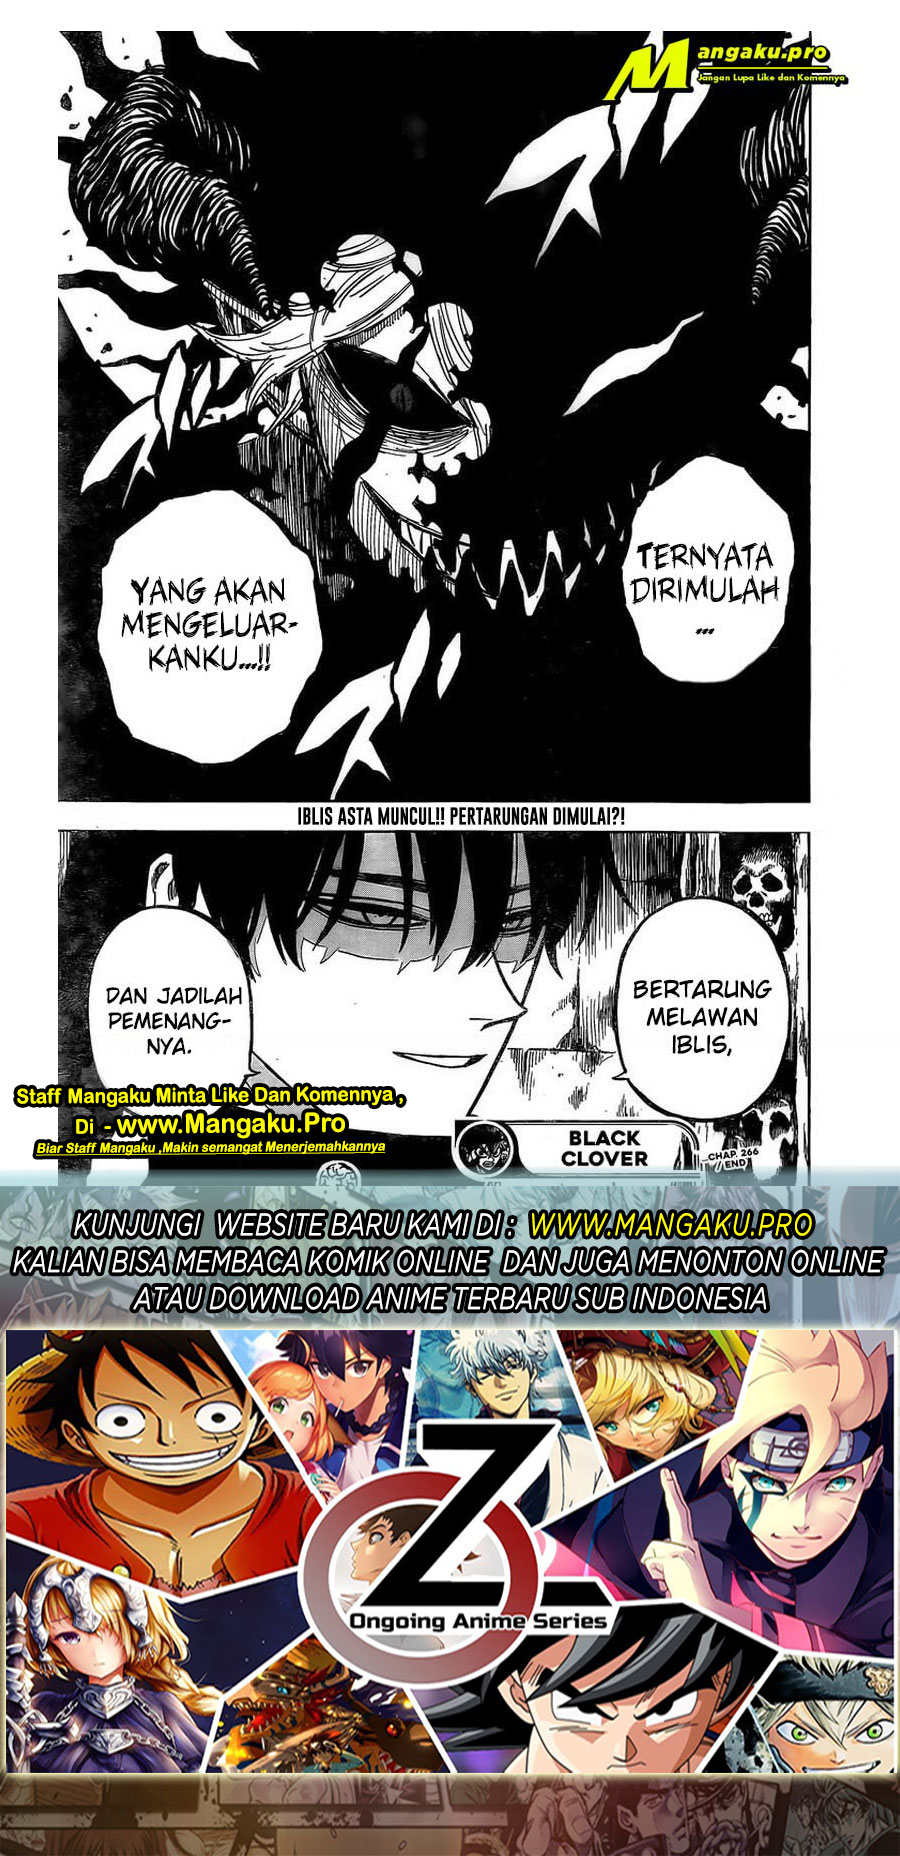 Mangaku.pro
Jangan Lupa Like dan Komennya
TERNYATA
DIRIMULAH
...
YANG AKAN
MENGELUAR-
KANKU...!!
ズズ
IBLIS ASTA MUNCUL!! PERTARUNGAN DIMULAI?!
BERTARUNG
MELAWAN
IBLIS,
DAN JADILAH
PEMENANG-
NYA.
Staff Mangaku Minta Like Dan Komennya ,
Di - www.Mangaku.Pro
Biar Staff Mangaku ,Makin semangat Menerjemahkannya
BLACK
CLOVER
...CHAP. 266
/ END
KUNJUNGI WEBSITE BARU KAMI DI : WWW.MANGAKU.PRO
KALIAN BISA MEMBACA KOMIK ONLINE DAN JUGA MENONTON ONLINE
ATAU DOWNLOAD ANIME TERBARU SUB INDONESIA
Z
Ongoing Anime Series